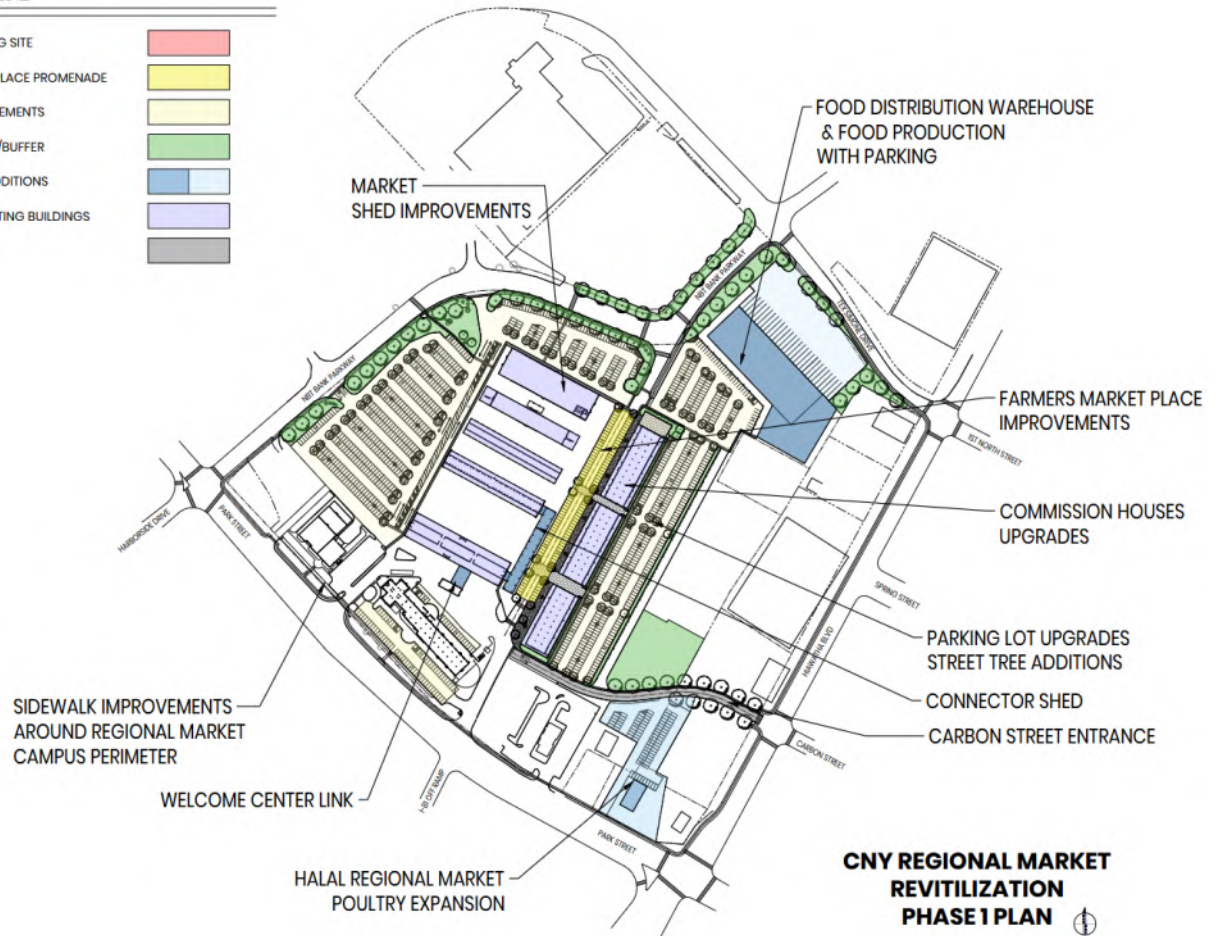 G SITE
LACE PROMENADE
EMENTS
/BUFFER
DDITIONS
TING BUILDINGS
FOOD DISTRIBUTION WAREHOUSE
& FOOD PRODUCTION
WITH PARKING
MARKET
SHED IMPROVEMENTS
NBT BANK PARKWAY
NBT BANK PARKWAY
TEX SIMONE DRIVE
FARMERS MARKET PLACE
IMPROVEMENTS
1ST NORTH STREET
COMMISSION HOUSES
UPGRADES
HARBORSIDE DRIVE
PARK STREET
SPRING STREET
HIAWATHA BLVD
PARKING LOT UPGRADES
STREET TREE ADDITIONS
CONNECTOR SHED
CARBON STREET ENTRANCE
CARBON STREET
SIDEWALK IMPROVEMENTS
AROUND REGIONAL MARKET
CAMPUS PERIMETER
WELCOME CENTER LINK
I-81 OFF RAMP
PARK STREET
HALAL REGIONAL MARKET
POULTRY EXPANSION
CNY REGIONAL MARKET
REVITILIZATION
PHASE 1 PLAN